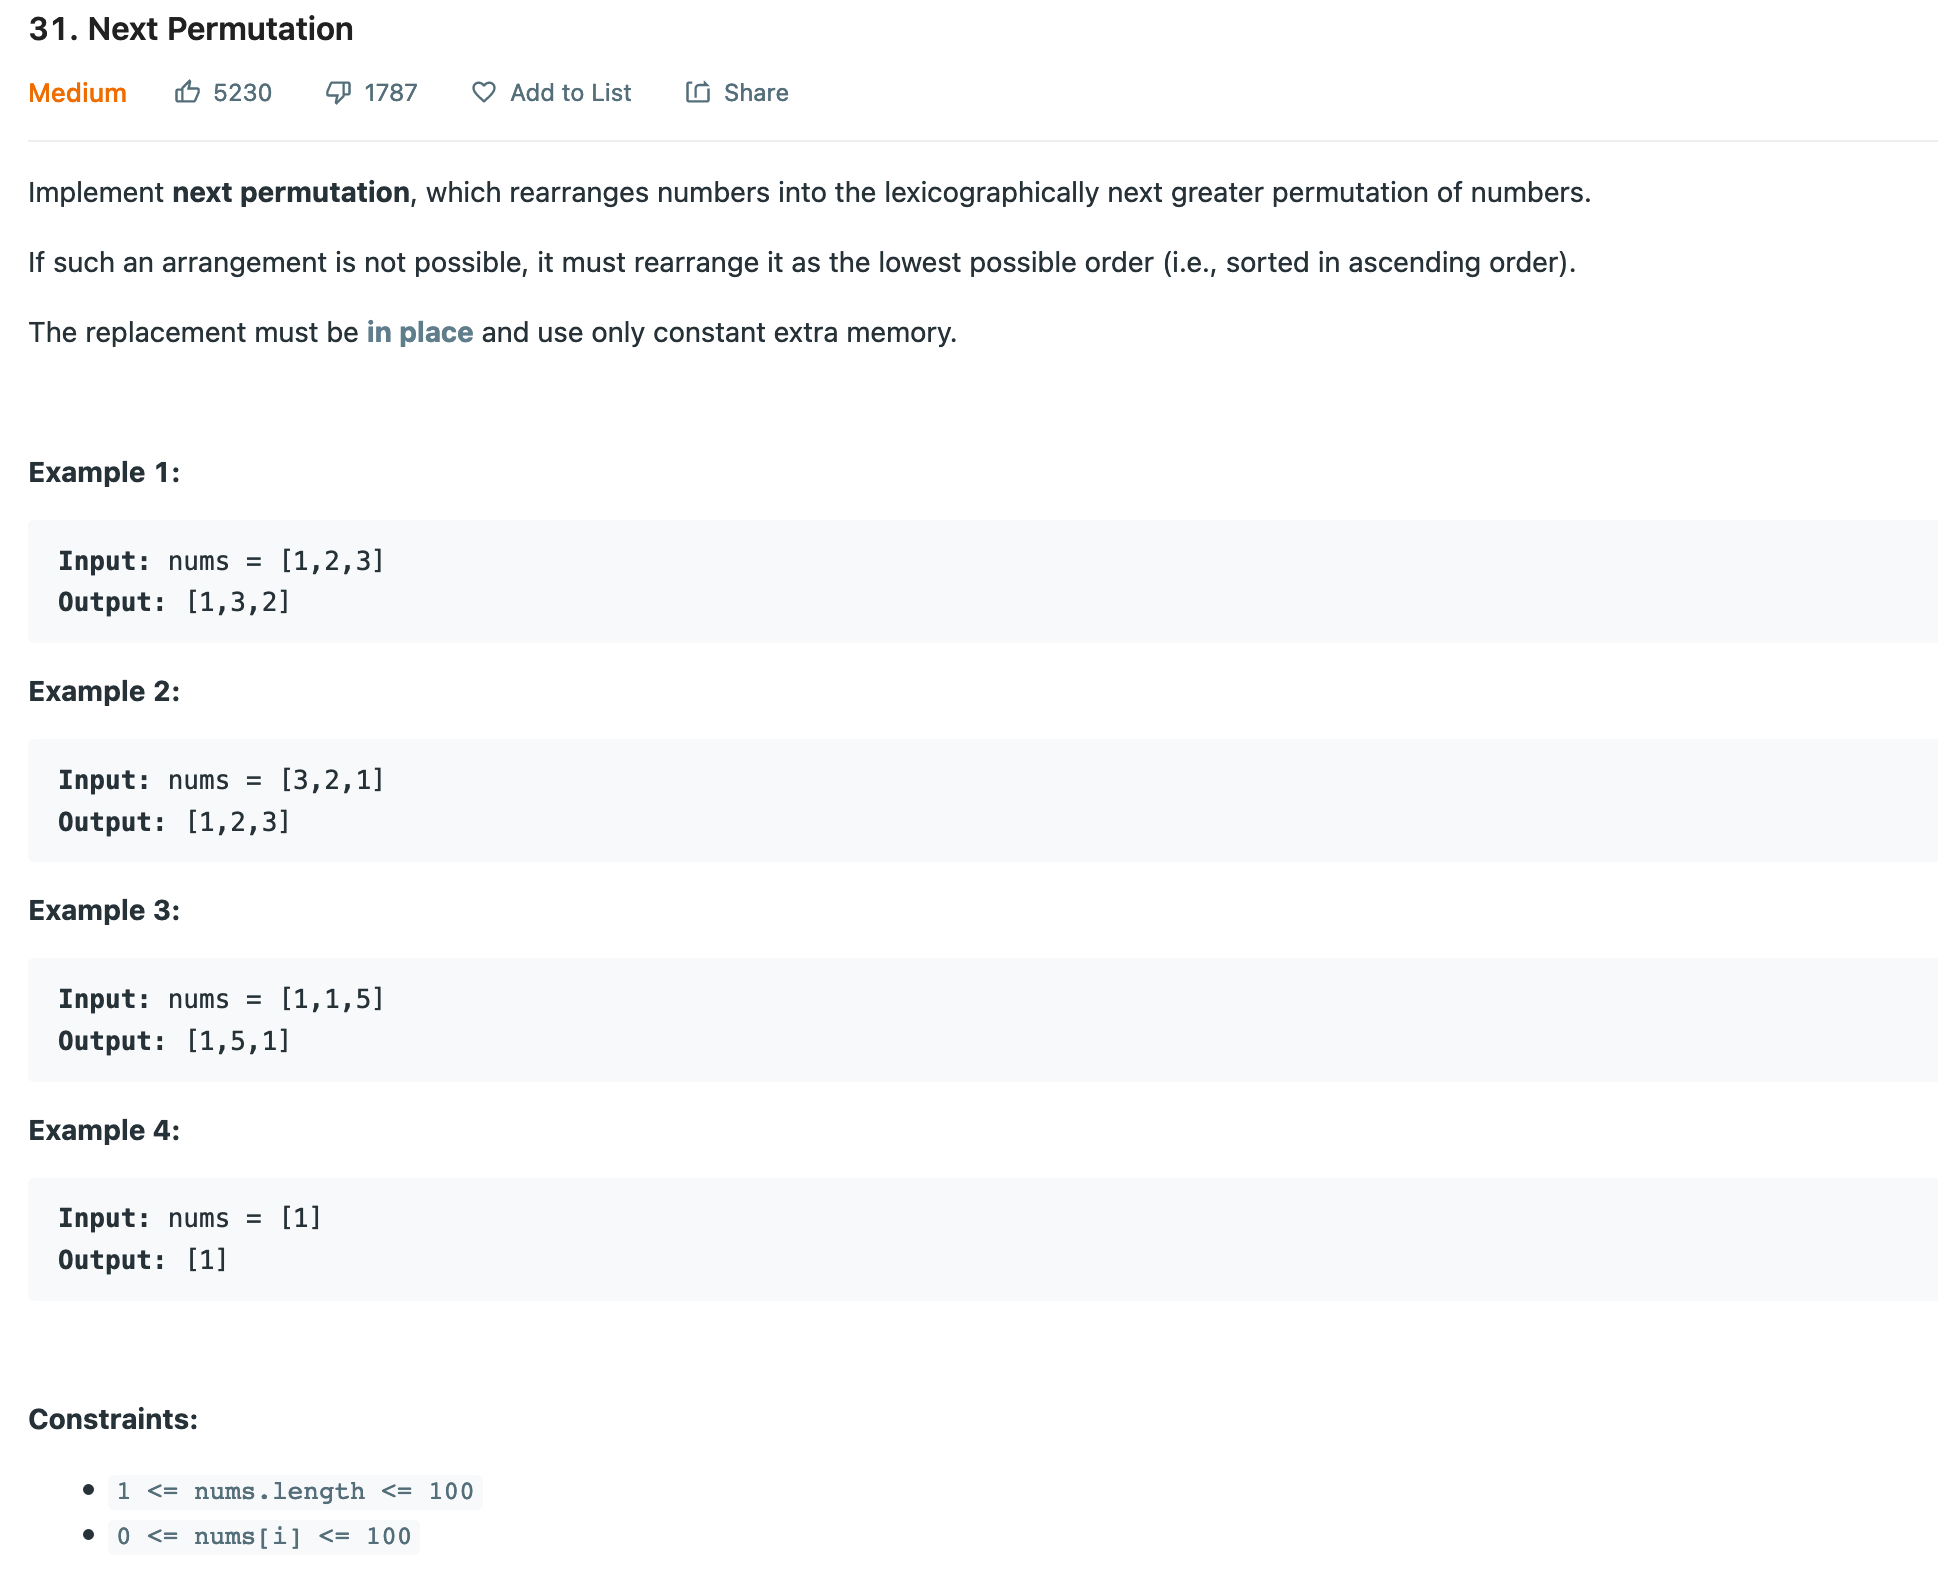 31. Next Permutation
Medium 5230 1787 Add to List Share
Implement next permutation, which rearranges numbers into the lexicographically next greater permutation of numbers.
If such an arrangement is not possible, it must rearrange it as the lowest possible order (i.e., sorted in ascending order).
The replacement must be in place and use only constant extra memory.
Example 1:
Input: nums = [1,2,3]
Output: [1,3,2]
Example 2:
Input: nums = [3,2,1]
Output: [1,2,3]
Example 3:
Input: nums = [1,1,5]
Output: [1,5,1]
Example 4:
Input: nums = [1]
Output: [1]
Constraints:
1 <= nums.length <= 100
0 <= nums[i] <= 100